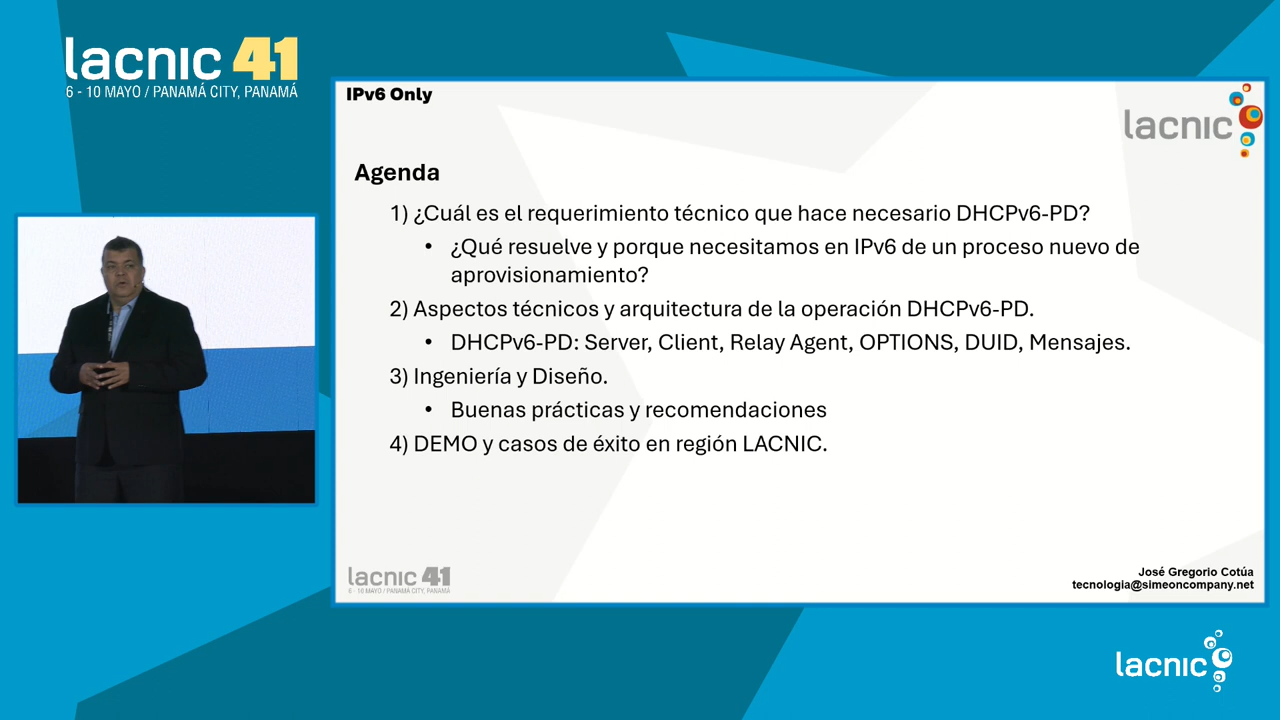 lacnic 41
6 - 10 MAYO / PANAMÁ CITY, PANAMÁ
IPv6 Only
lacnic
Agenda
1) ¿Cuál es el requerimiento técnico que hace necesario DHCPv6-PD?
• ¿Qué resuelve y porque necesitamos en IPv6 de un proceso nuevo de
aprovisionamiento?
2) Aspectos técnicos y arquitectura de la operación DHCPv6-PD.
• DHCPv6-PD: Server, Client, Relay Agent, OPTIONS, DUID, Mensajes.
3) Ingeniería y Diseño.
• Buenas prácticas y recomendaciones
4) DEMO y casos de éxito en región LACNIC.
lacnic 41
6 - 10 MAYO / PANAMÁ CITY, PANAMÁ
José Gregorio Cotúa
tecnologia@simeoncompany.net
lacnic